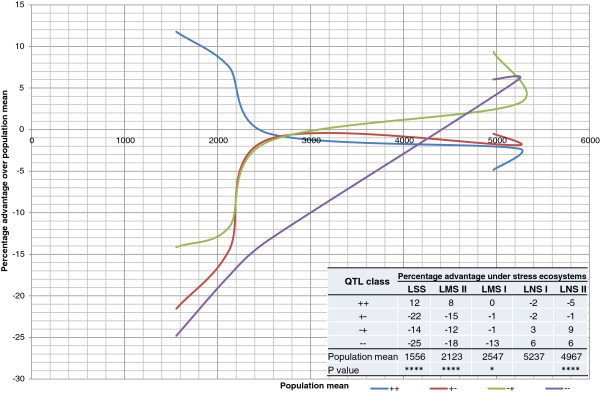 15
10
5
0
-5
-10
-15
-20
-25
-30
0 1000 2000 3000 4000 5000 6000
Percentage advantage over population mean
QTL class Percentage advantage under stress ecosystems
LSS LMS II LMS I LNS I LNS II
++ 12 8 0 -2 -5
+- -22 -15 -1 -2 -1
-+ -14 -12 -1 3 9
-- -25 -18 -13 6 6
Population mean 1556 2123 2547 5237 4967
P value **** **** * ****
Population mean
++ +- -+ --